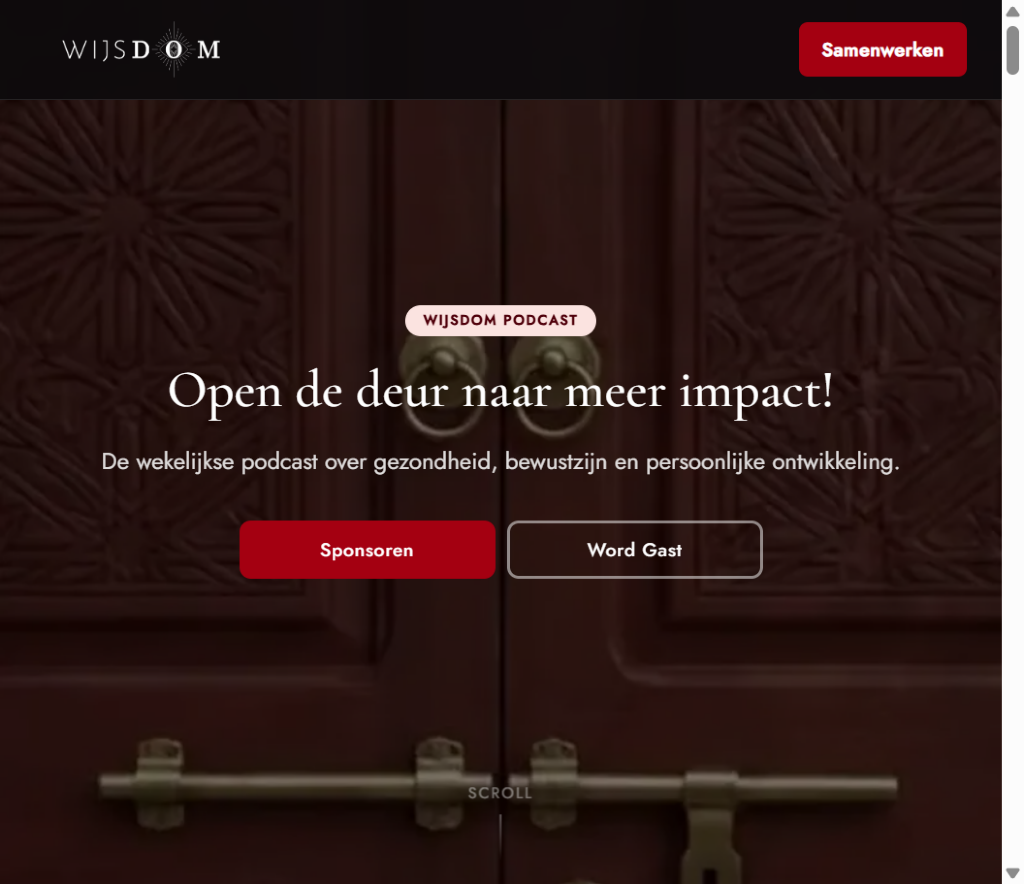 WIJSDOM
Samenwerken
WIJSDOM PODCAST
Open de deur naar meer impact!
De wekelijkse podcast over gezondheid, bewustzijn en persoonlijke ontwikkeling.
Sponsoren
Word Gast
SCROLL